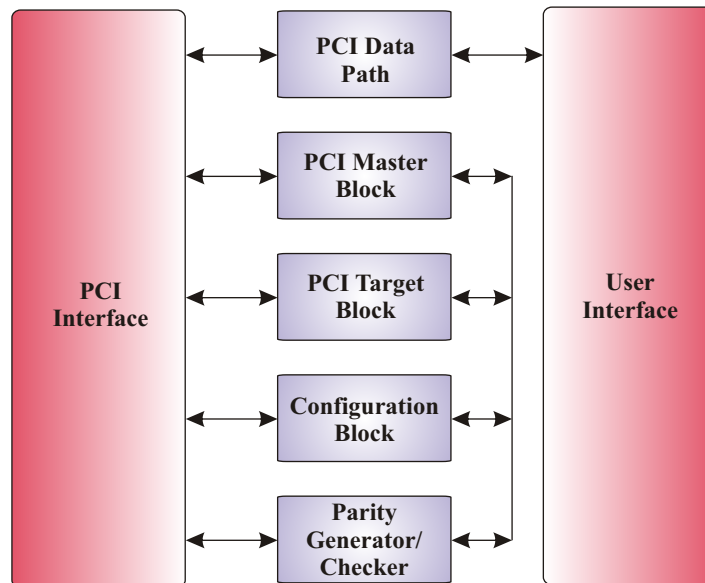 PCI Data
Path
PCI Master
Block
PCI
Interface
PCI Target
Block
User
Interface
Configuration
Block
Parity
Generator/
Checker